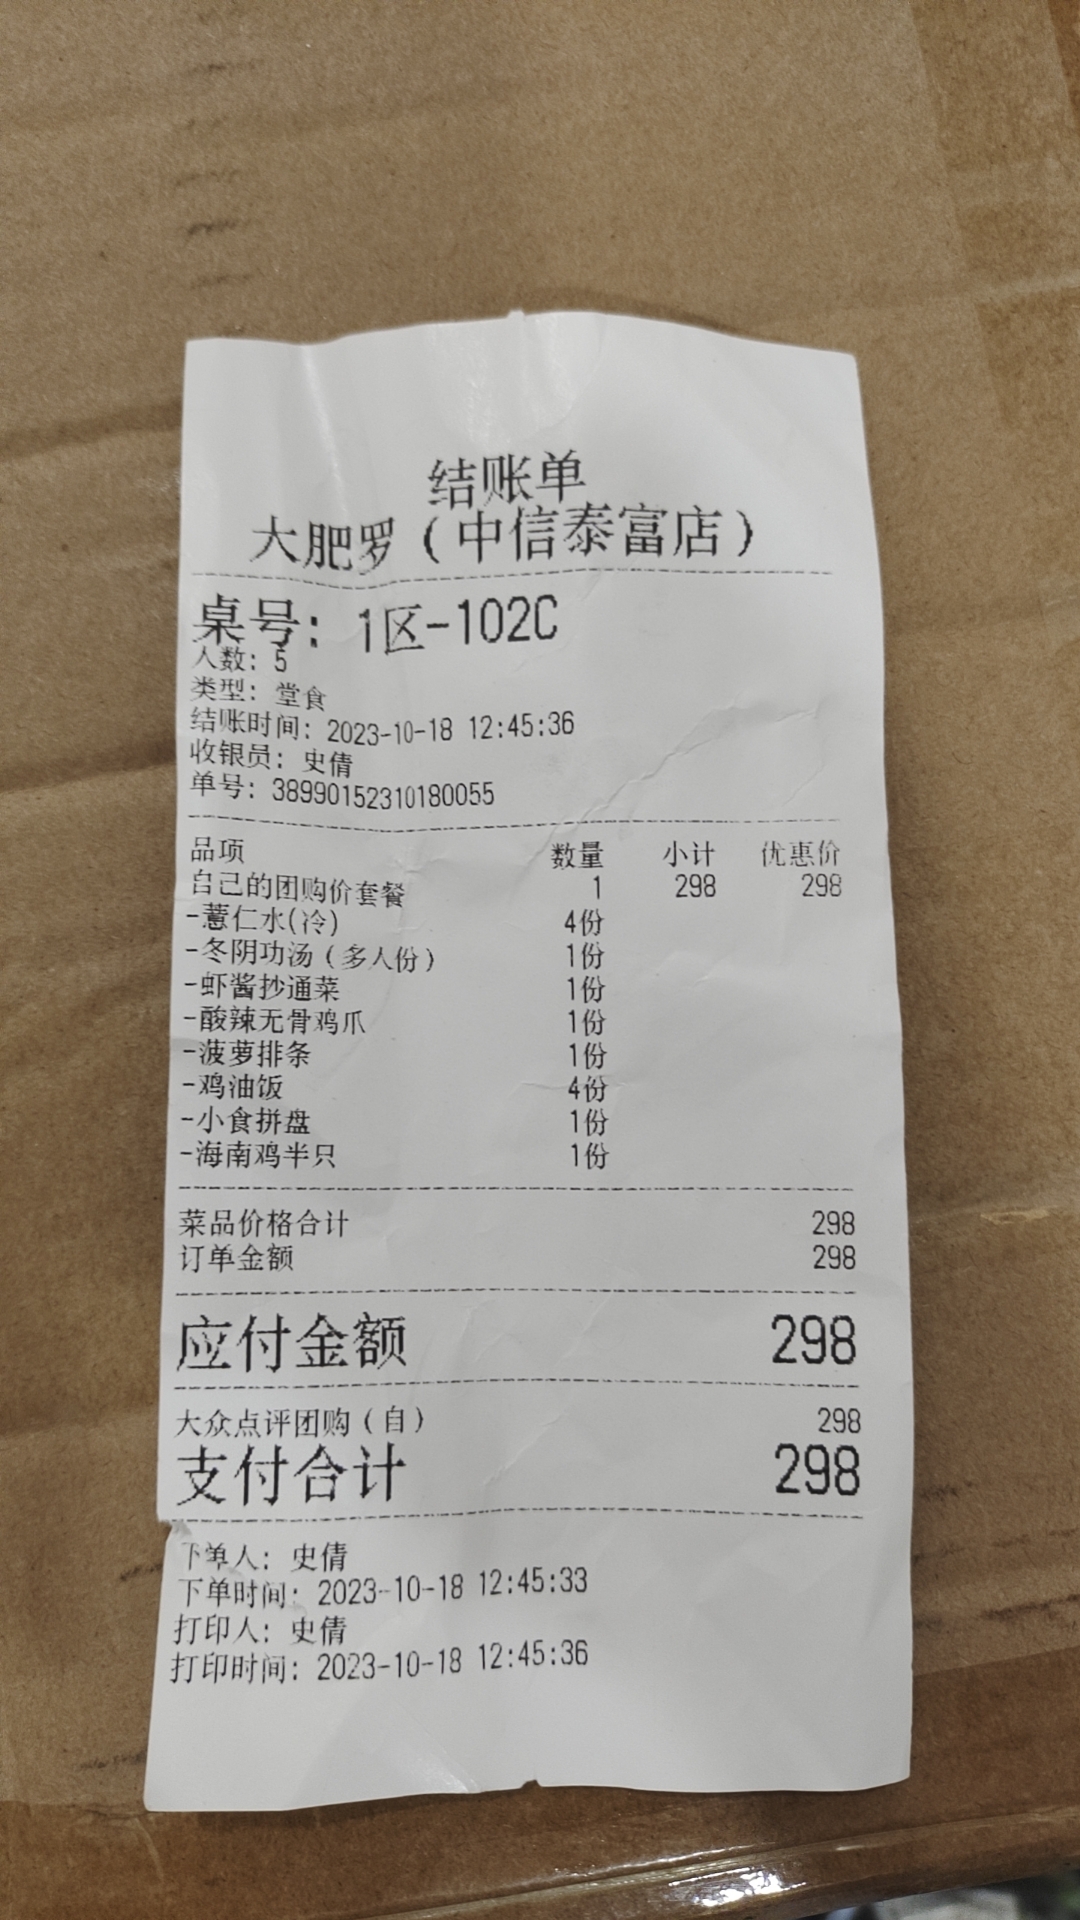 结账单
大肥罗（中信泰富店）
桌号: 1区-102C
人数: 5
类型: 堂食
结账时间: 2023-10-18 12:45:36
收银员: 史倩
单号: 38990152310180055
品项 数量 小计 优惠价
自己的团购价套餐 1 298 298
-薏仁水(冷) 4份
-冬阴功汤（多人份） 1份
-虾酱抄通菜 1份
-酸辣无骨鸡爪 1份
-菠萝排条 1份
-鸡油饭 4份
-小食拼盘 1份
-海南鸡半只 1份
菜品价格合计 298
订单金额 298
应付金额 298
大众点评团购（自） 298
支付合计 298
下单人: 史倩
下单时间: 2023-10-18 12:45:33
打印人: 史倩
打印时间: 2023-10-18 12:45:36